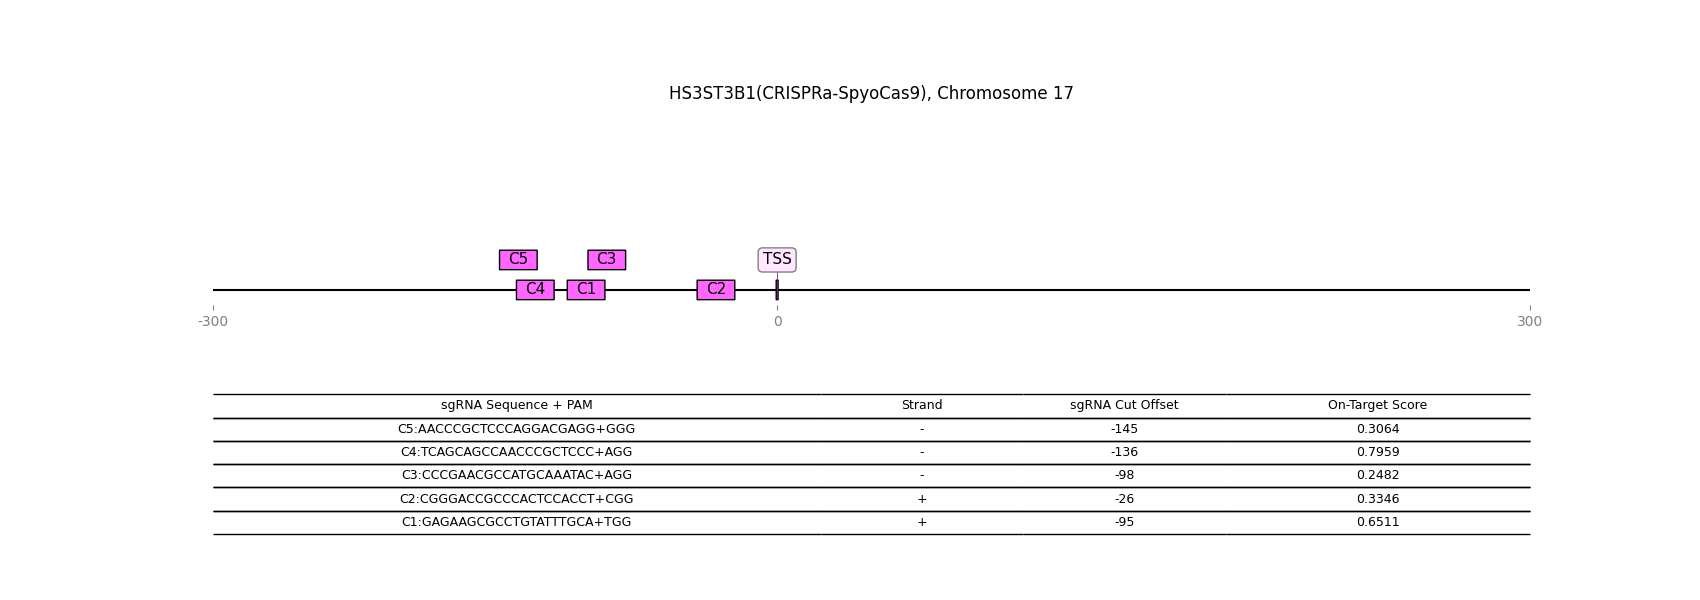 HS3ST3B1(CRISPRa-SpyoCas9), Chromosome 17
C5 C3 TSS
C4 C1 C2
-300 0 300
sgRNA Sequence + PAM Strand sgRNA Cut Offset On-Target Score
C5:AACCCGCTCCCAGGACGAGG+GGG - -145 0.3064
C4:TCAGCAGCCAACCCGCTCCC+AGG - -136 0.7959
C3:CCCGAACGCCATGCAAATAC+AGG - -98 0.2482
C2:CGGGACCGCCCACTCCACCT+CGG + -26 0.3346
C1:GAGAAGCGCCTGTATTTGCA+TGG + -95 0.6511